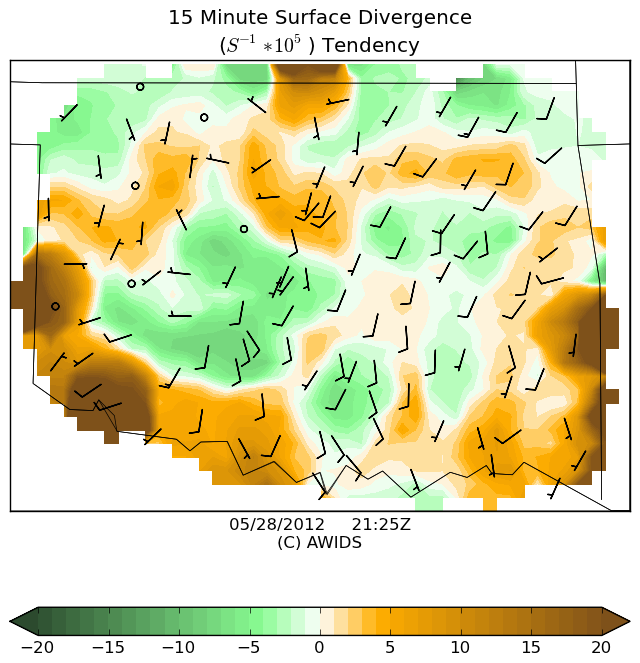 15 Minute Surface Divergence
(S⁻¹ * 10⁵ ) Tendency
05/28/2012 21:25Z
(C) AWIDS
−20 −15 −10 −5 0 5 10 15 20